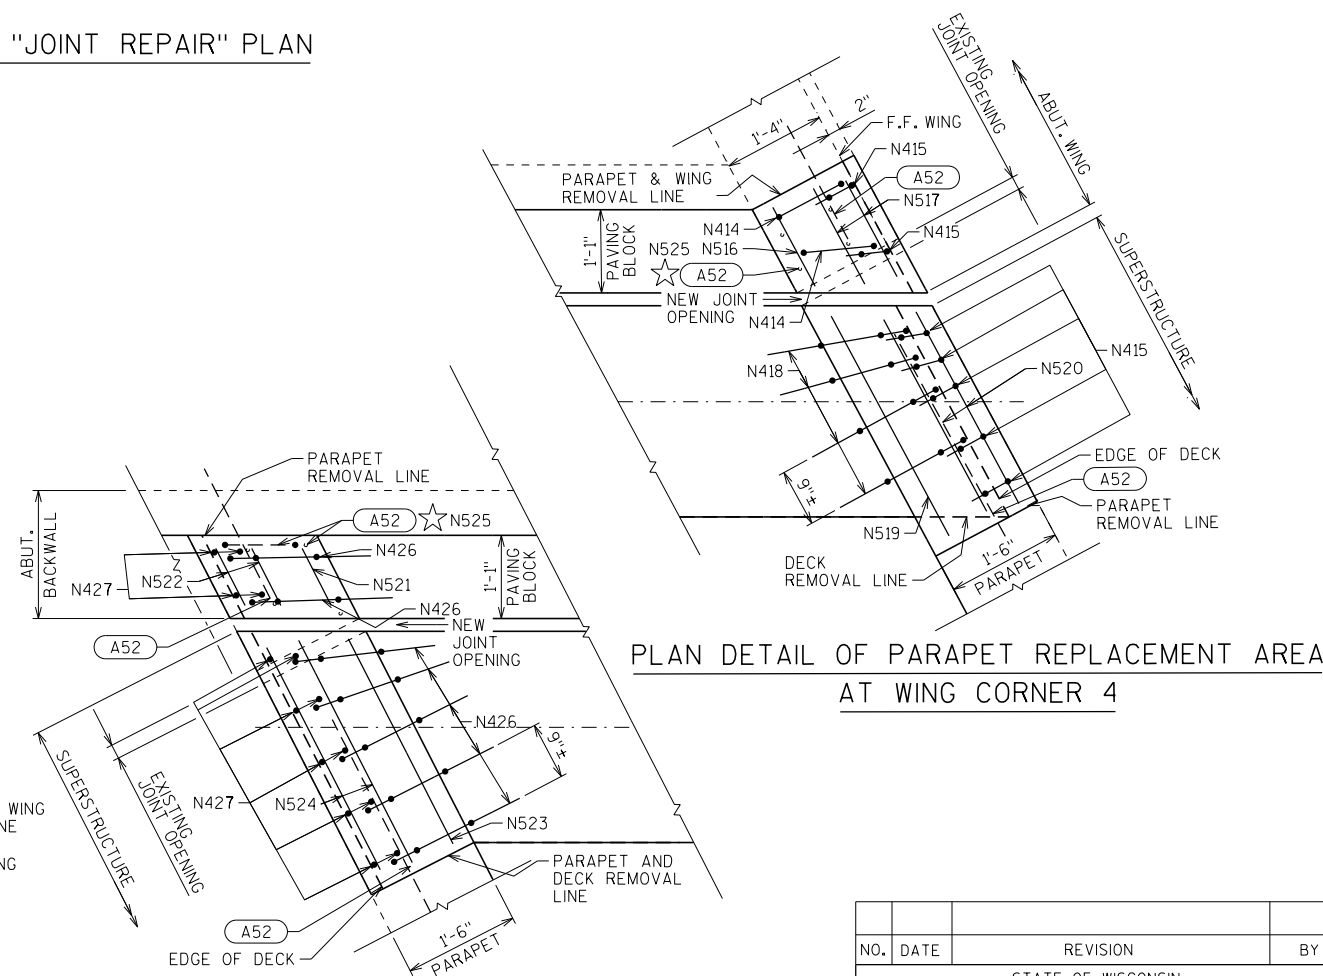 "JOINT REPAIR" PLAN
EXISTING
JOINT OPENING
ABUT. WING
SUPERSTRUCTURE
1'-4"
2"
F.F. WING
N415
A52
N517
PARAPET & WING
REMOVAL LINE
N414
N415
1'-1"
PAVING
BLOCK
N525
N516
A52
NEW JOINT
OPENING
N414
N418
N415
N520
9"±
EDGE OF DECK
A52
PARAPET
REMOVAL LINE
N519
DECK
REMOVAL LINE
1'-6"
PARAPET
PLAN DETAIL OF PARAPET REPLACEMENT AREA
AT WING CORNER 4
PARAPET
REMOVAL LINE
ABUT.
BACKWALL
A52
N525
N426
N522
N427
N521
1'-1"
PAVING
BLOCK
N426
A52
NEW
JOINT
OPENING
N426
9"±
SUPERSTRUCTURE
EXISTING
JOINT OPENING
N427
N524
N523
WING
NE
NG
PARAPET AND
DECK REMOVAL
LINE
A52
EDGE OF DECK
1'-6"
PARAPET
NO.
DATE
REVISION
BY
STATE OF WISCONSIN